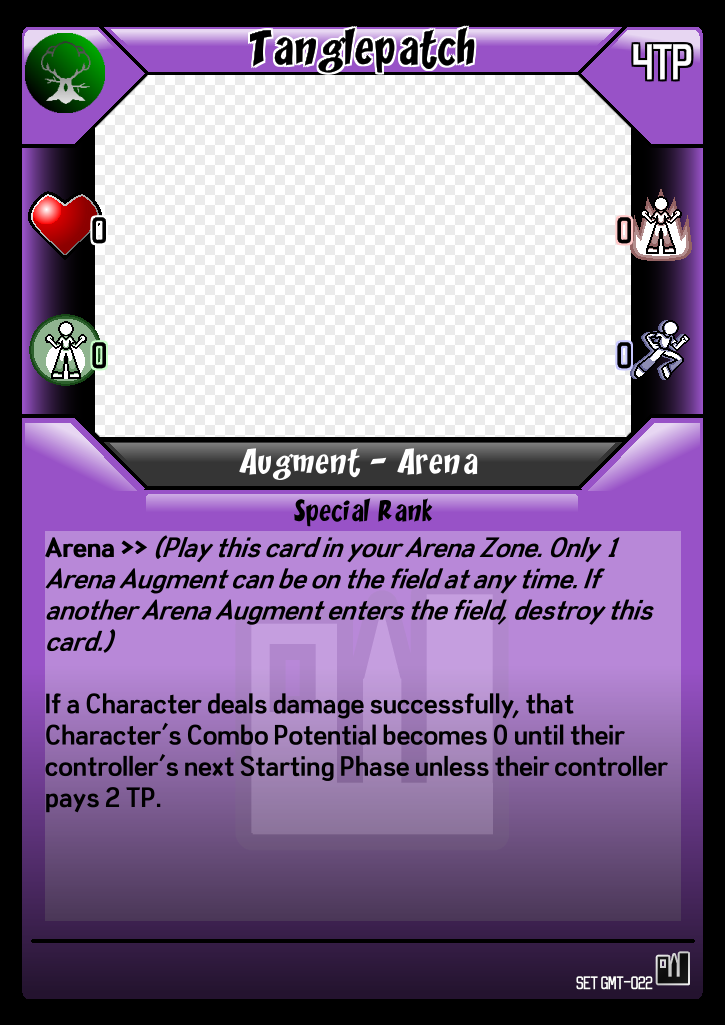 Tanglepatch
4TP
0
0
0
0
Augment - Arena
Special Rank
Arena >> (Play this card in your Arena Zone. Only 1
Arena Augment can be on the field at any time. If
another Arena Augment enters the field, destroy this
card.)
If a Character deals damage successfully, that
Character's Combo Potential becomes 0 until their
controller's next Starting Phase unless their controller
pays 2 TP.
SET GMT-022